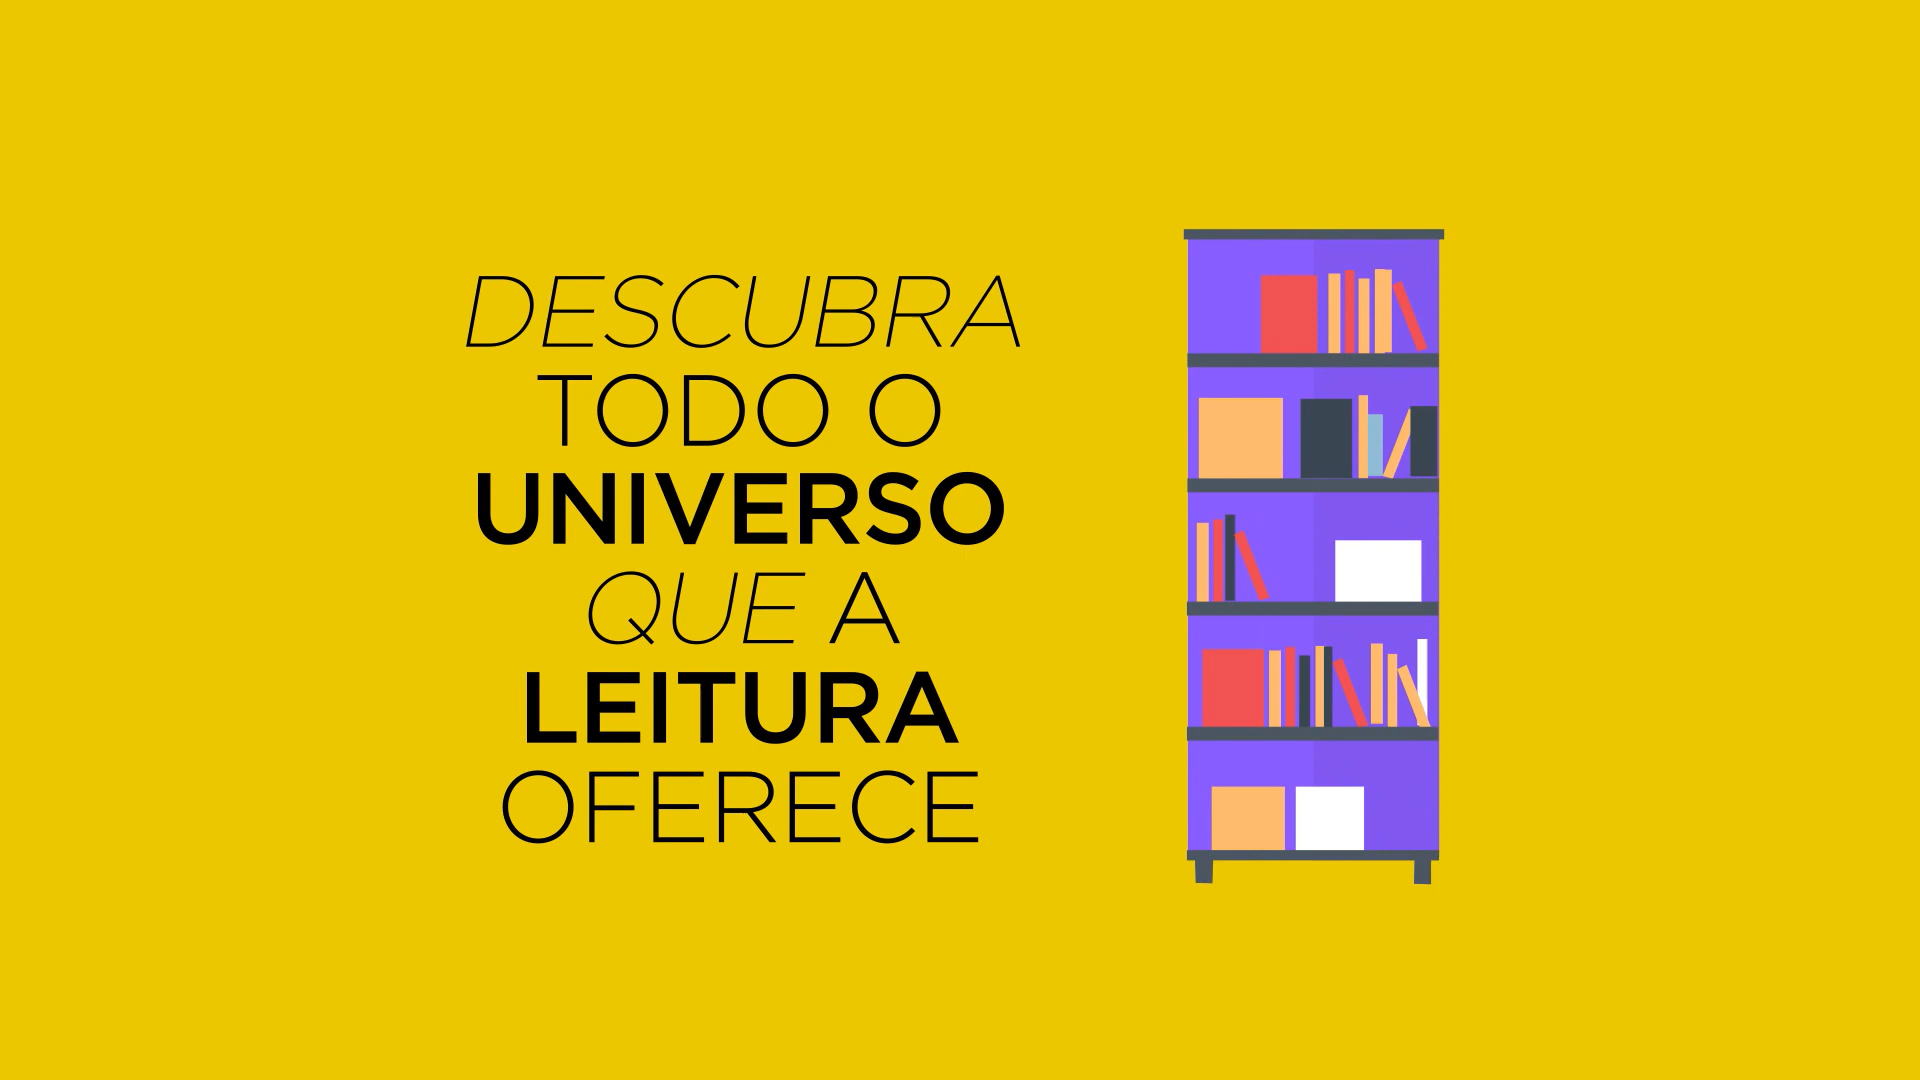 DESCUBRA
TODO O
UNIVERSO
QUE A
LEITURA
OFERECE